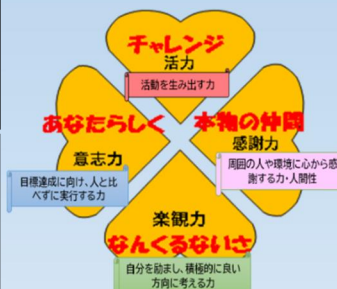 チャレンジ
活力
活動を生み出す力
あなたらしく
意志力
目標達成に向け、人と比
べずに実行する力
本物の仲間
感謝力
周囲の人や環境に心から感
謝する力・人間性
楽観力
なんくるないさ
自分を励まし、積極的に良い
方向に考える力